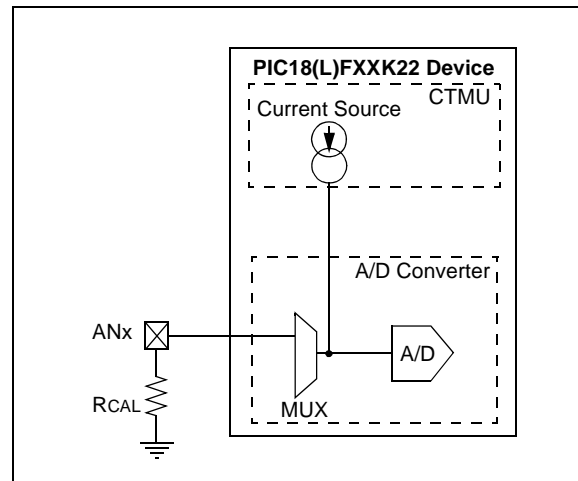 PIC18(L)FXXK22 Device
CTMU
Current Source
A/D Converter
ANx
A/D
RCAL
MUX